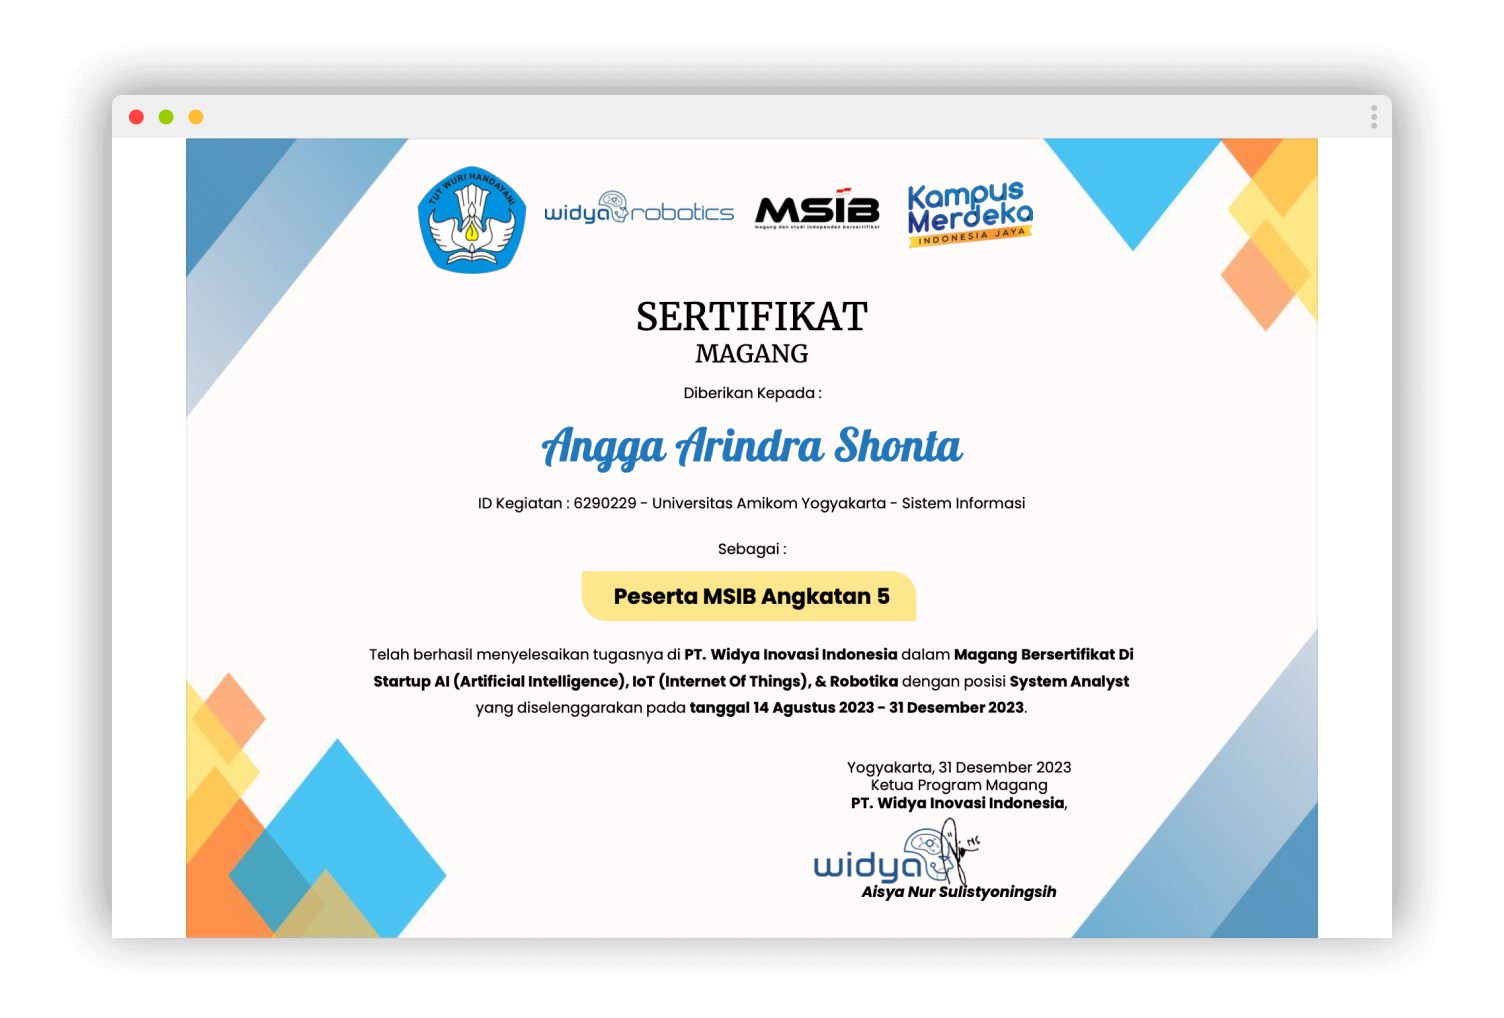 TUT WURI HANDAYANI
widya robotics
MSIB
magang dan studi independen bersertifikat
Kampus
Merdeka
INDONESIA JAYA
SERTIFIKAT
MAGANG
Diberikan Kepada :
Angga Arindra Shonta
ID Kegiatan : 6290229 - Universitas Amikom Yogyakarta - Sistem Informasi
Sebagai :
Peserta MSIB Angkatan 5
Telah berhasil menyelesaikan tugasnya di PT. Widya Inovasi Indonesia dalam Magang Bersertifikat Di
Startup AI (Artificial Intelligence), IoT (Internet Of Things), & Robotika dengan posisi System Analyst
yang diselenggarakan pada tanggal 14 Agustus 2023 - 31 Desember 2023.
Yogyakarta, 31 Desember 2023
Ketua Program Magang
PT. Widya Inovasi Indonesia,
widya
Aisya Nur Sulistyoningsih